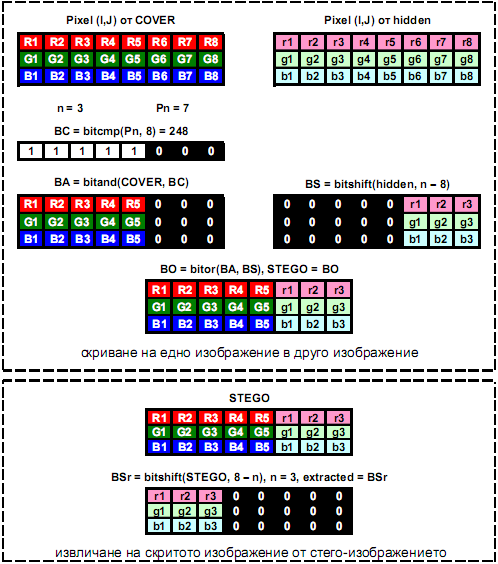 Pixel (I,J) от COVER Pixel (I,J) от hidden
R1 R2 R3 R4 R5 R6 R7 R8 r1 r2 r3 r4 r5 r6 r7 r8
G1 G2 G3 G4 G5 G6 G7 G8 g1 g2 g3 g4 g5 g6 g7 g8
B1 B2 B3 B4 B5 B6 B7 B8 b1 b2 b3 b4 b5 b6 b7 b8
n = 3 Pn = 7
BC = bitcmp(Pn, 8) = 248
1 1 1 1 1 0 0 0
BA = bitand(COVER, BC) BS = bitshift(hidden, n – 8)
R1 R2 R3 R4 R5 0 0 0 0 0 0 0 0 r1 r2 r3
G1 G2 G3 G4 G5 0 0 0 0 0 0 0 0 g1 g2 g3
B1 B2 B3 B4 B5 0 0 0 0 0 0 0 0 b1 b2 b3
BO = bitor(BA, BS), STEGO = BO
R1 R2 R3 R4 R5 r1 r2 r3
G1 G2 G3 G4 G5 g1 g2 g3
B1 B2 B3 B4 B5 b1 b2 b3
скриване на едно изображение в друго изображение
STEGO
R1 R2 R3 R4 R5 r1 r2 r3
G1 G2 G3 G4 G5 g1 g2 g3
B1 B2 B3 B4 B5 b1 b2 b3
BSr = bitshift(STEGO, 8 – n), n = 3, extracted = BSr
r1 r2 r3 0 0 0 0 0
g1 g2 g3 0 0 0 0 0
b1 b2 b3 0 0 0 0 0
извличане на скритото изображение от стего-изображението